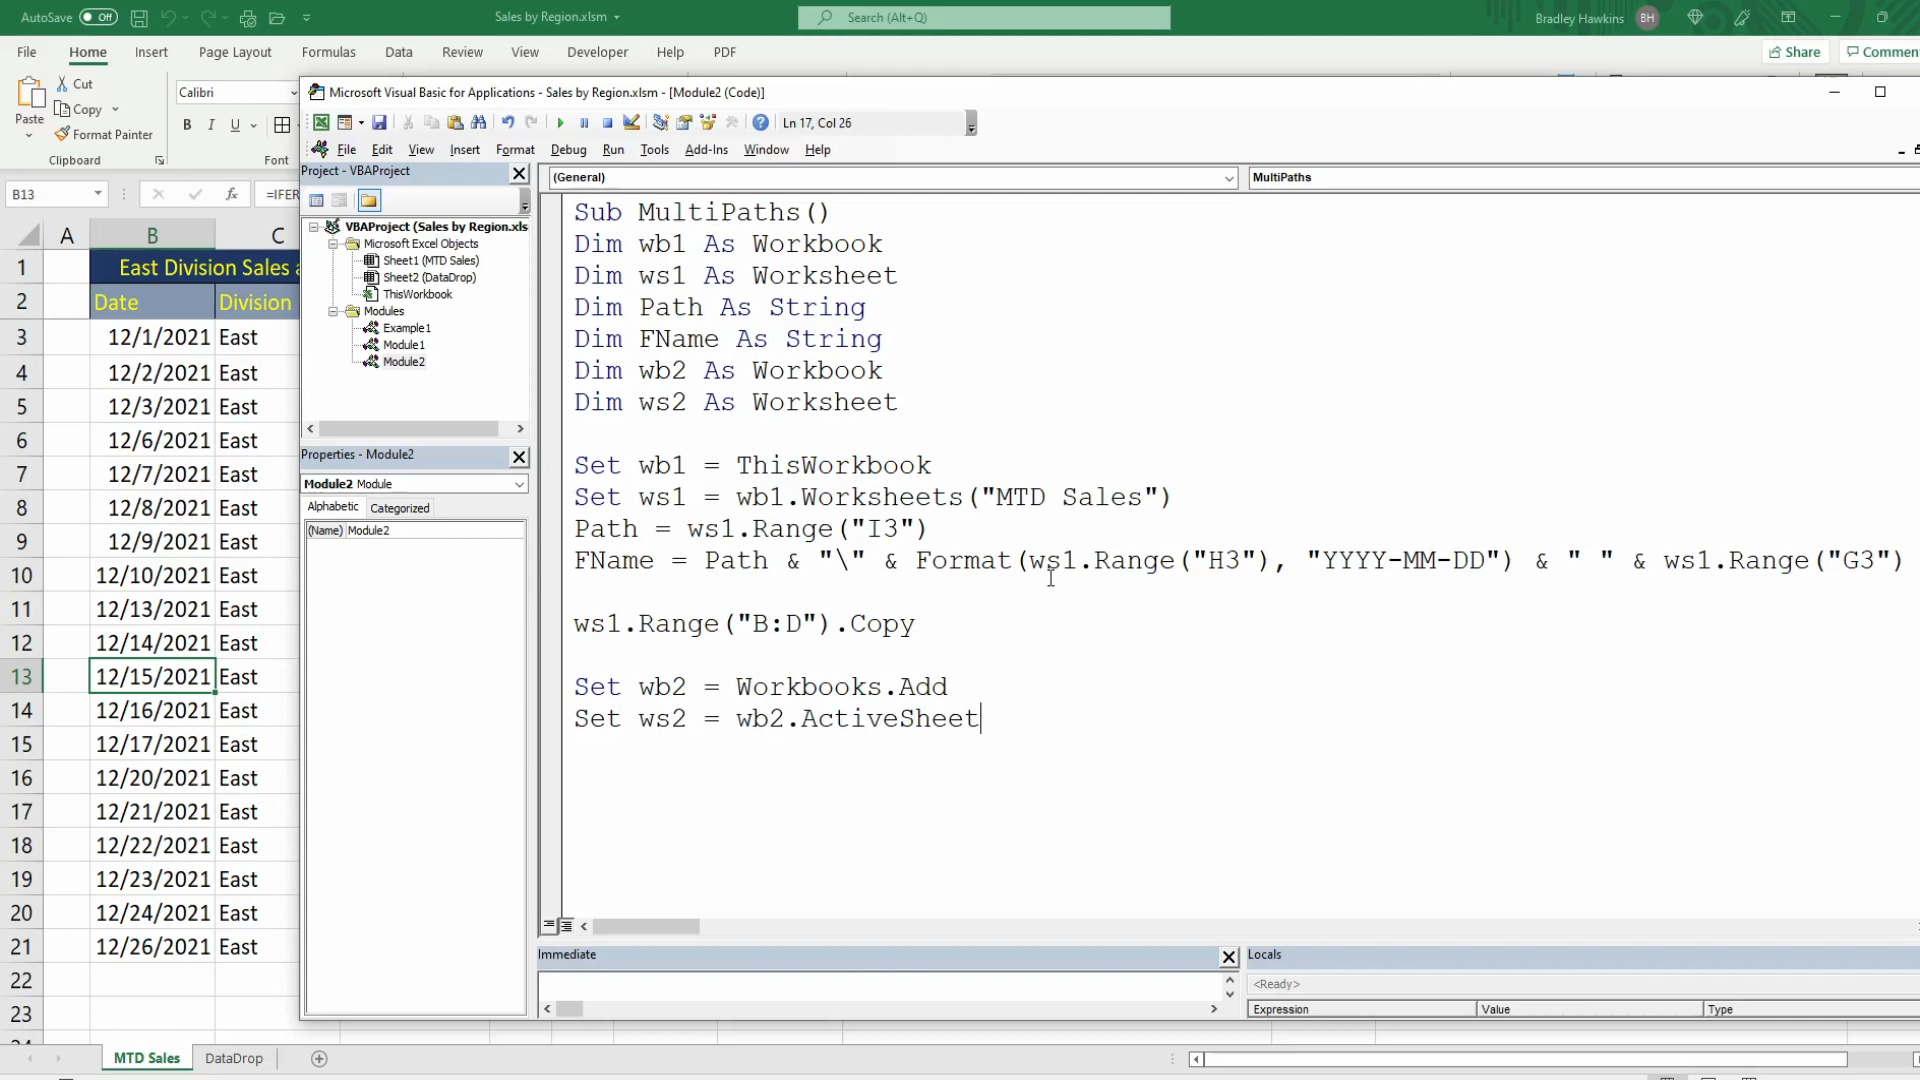 AutoSave Off
Sales by Region.xlsm
Search (Alt+Q)
Bradley Hawkins BH
File Home Insert Page Layout Formulas Data Review View Developer Help PDF
Share
Commen
Paste
Cut
Copy
Format Painter
Clipboard
Calibri
B I U
Font
B13
=IFER
A B C
1 East Division Sales
2 Date Division
3 12/1/2021 East
4 12/2/2021 East
5 12/3/2021 East
6 12/6/2021 East
7 12/7/2021 East
8 12/8/2021 East
9 12/9/2021 East
10 12/10/2021 East
11 12/13/2021 East
12 12/14/2021 East
13 12/15/2021 East
14 12/16/2021 East
15 12/17/2021 East
16 12/20/2021 East
17 12/21/2021 East
18 12/22/2021 East
19 12/23/2021 East
20 12/24/2021 East
21 12/26/2021 East
22
23
MTD Sales DataDrop
Microsoft Visual Basic for Applications - Sales by Region.xlsm - [Module2 (Code)]
Ln 17, Col 26
File Edit View Insert Format Debug Run Tools Add-Ins Window Help
Project - VBAProject
VBAProject (Sales by Region.xls
Microsoft Excel Objects
Sheet1 (MTD Sales)
Sheet2 (DataDrop)
ThisWorkbook
Modules
Example1
Module1
Module2
Properties - Module2
Module2 Module
Alphabetic Categorized
(Name) Module2
(General)
MultiPaths
Sub MultiPaths()
Dim wb1 As Workbook
Dim ws1 As Worksheet
Dim Path As String
Dim FName As String
Dim wb2 As Workbook
Dim ws2 As Worksheet
Set wb1 = ThisWorkbook
Set ws1 = wb1.Worksheets("MTD Sales")
Path = ws1.Range("I3")
FName = Path & "\" & Format(ws1.Range("H3"), "YYYY-MM-DD") & " " & ws1.Range("G3")
ws1.Range("B:D").Copy
Set wb2 = Workbooks.Add
Set ws2 = wb2.ActiveSheet
Immediate
Locals
<Ready>
Expression Value Type